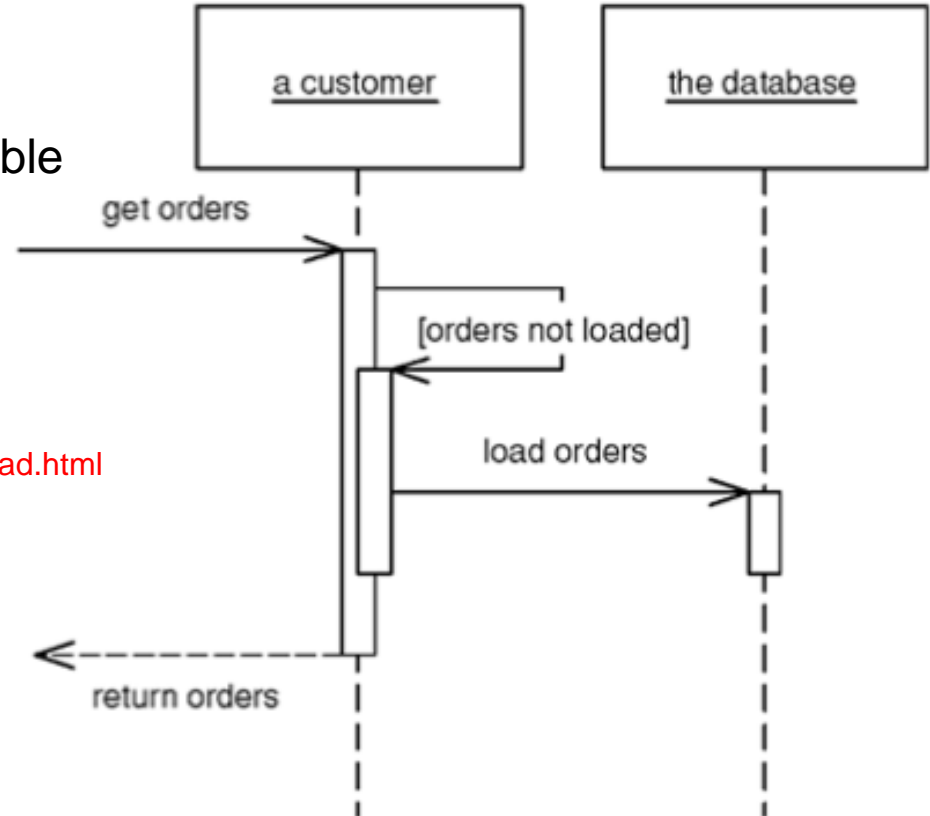 a customer
the database
ble
get orders
[orders not loaded]
load orders
ad.html
return orders